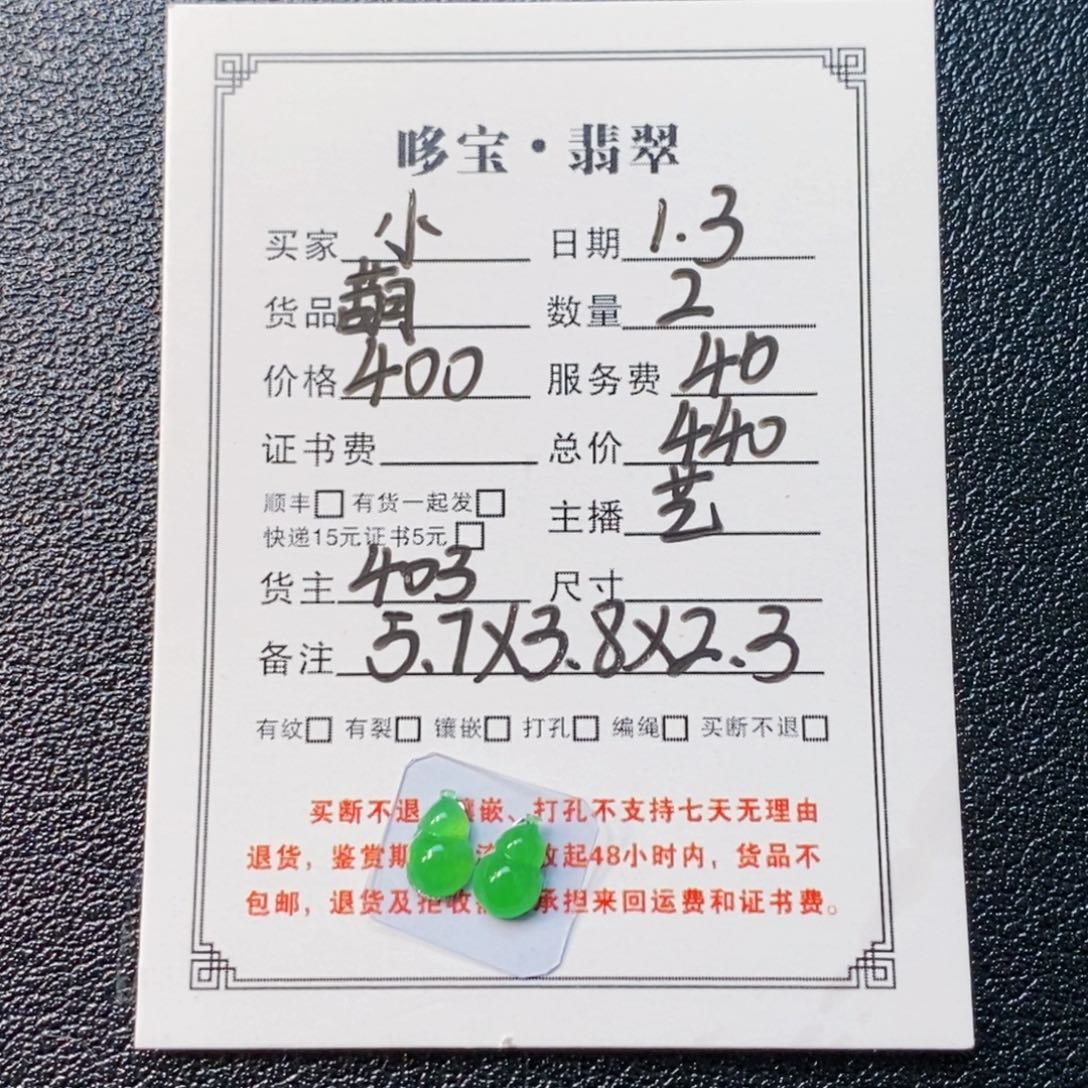 哆宝·翡翠
买家 小 日期 1.3
货品 萌 数量 2
价格 400 服务费 40
证书费 总价 440
顺丰□ 有货一起发□
快递15元证书5元□ 主播 艺
货主 403 尺寸
备注 5.7X3.8X2.3
有纹□ 有裂□ 镶嵌□ 打孔□ 编绳□ 买断不退□
买断不退 镶嵌、打孔不支持七天无理由
退货,鉴赏期 收起48小时内,货品不
包邮,退货及拒收 承担来回运费和证书费。